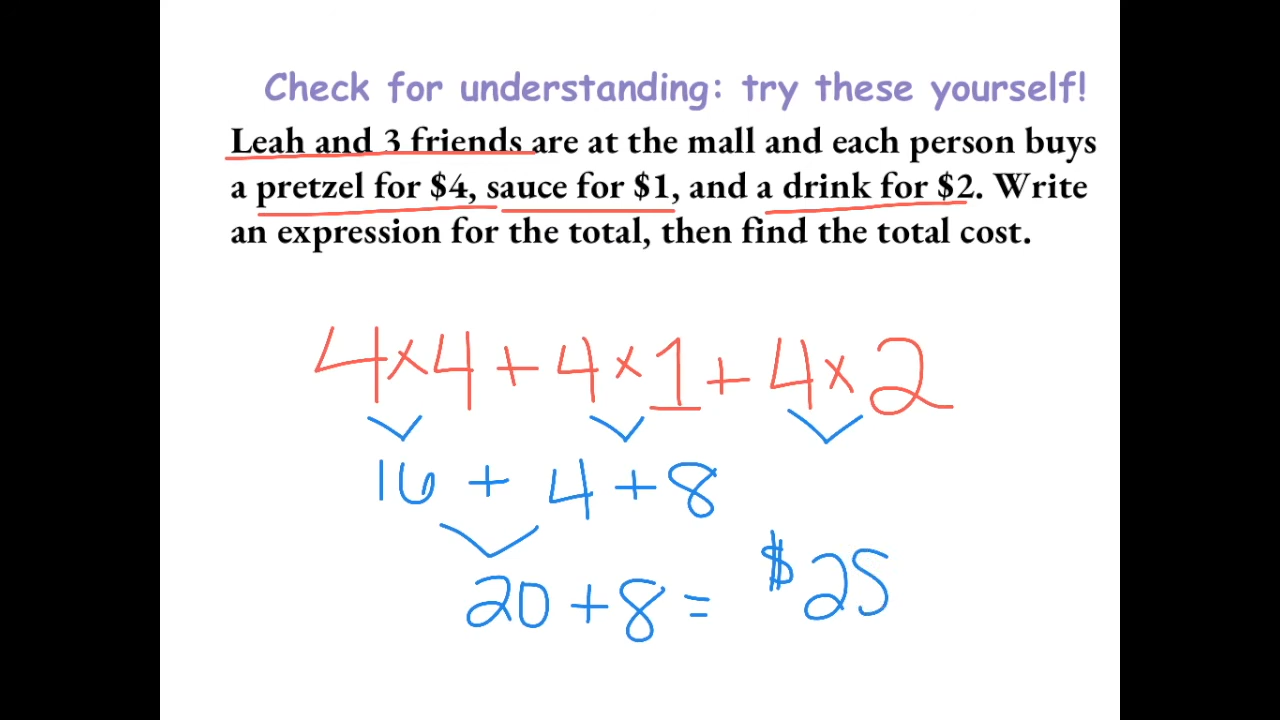 Check for understanding: try these yourself!
Leah and 3 friends are at the mall and each person buys
a pretzel for $4, sauce for $1, and a drink for $2. Write
an expression for the total, then find the total cost.
4×4+4×1+4×2
16+4+8
20+8= $25